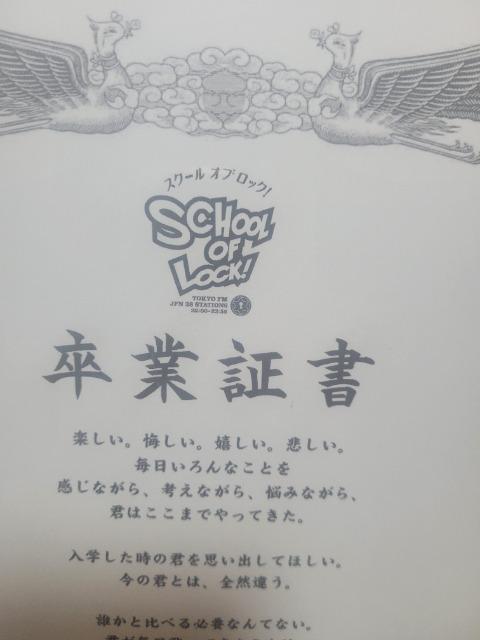 スクール オブ ロック!
SCHOOL
OF
LOCK!
TOKYO FM
JFN 38 STATIONS
22:00-23:55
卒業証書
楽しい。悔しい。嬉しい。悲しい。
毎日いろんなことを
感じながら、考えながら、悩みながら、
君はここまでやってきた。
入学した時の君を思い出してほしい。
今の君とは、全然違う。
誰かと比べる必要なんてない。